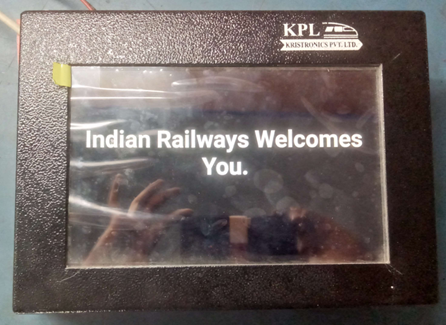 KPL
KRISTRONICS PVT. LTD.
Indian Railways Welcomes
You.